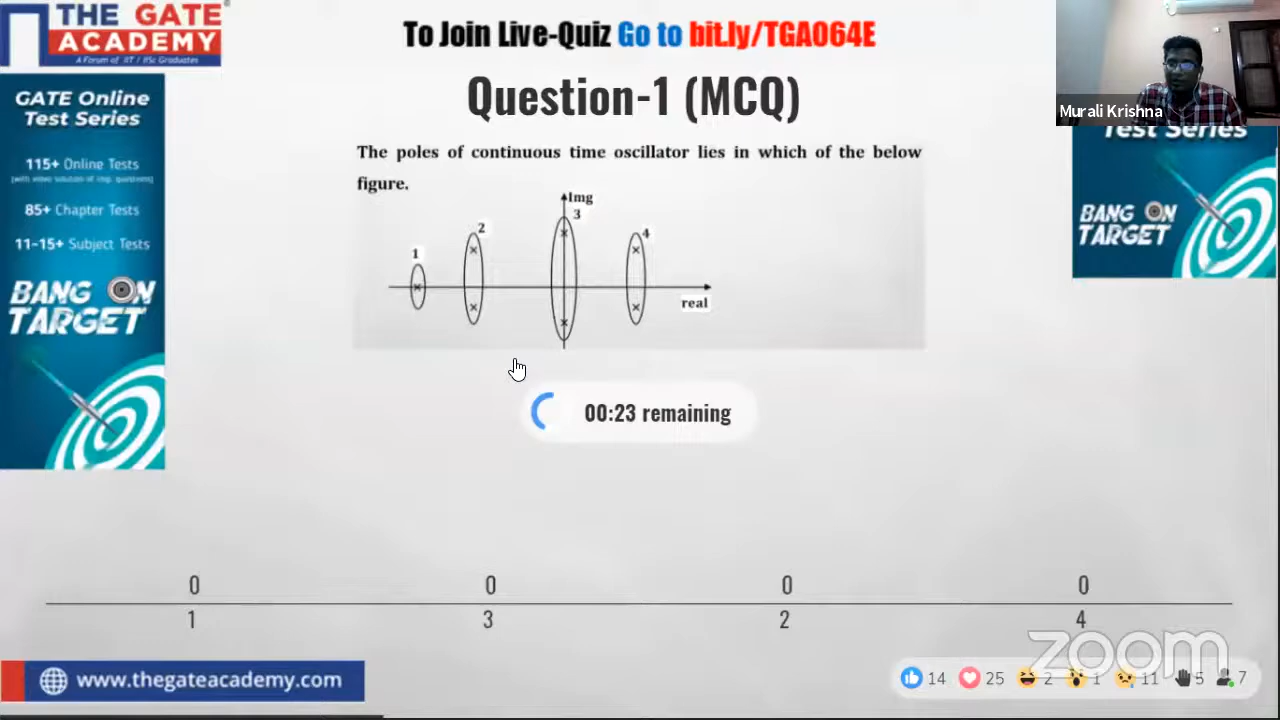 THE GATE
ACADEMY
A Forum of IIT / IISc Graduates
To Join Live-Quiz Go to bit.ly/TGA064E
Murali Krishna
GATE Online
Test Series
115+ Online Tests
85+ Chapter Tests
11-15+ Subject Tests
BANG ON
TARGET
Question-1 (MCQ)
The poles of continuous time oscillator lies in which of the below
figure.
Img
3
2
4
1
real
Test Series
BANG ON
TARGET
00:23 remaining
0 0 0 0
1 3 2 4
zoom
www.thegateacademy.com
14 25 2 1 11 5 7